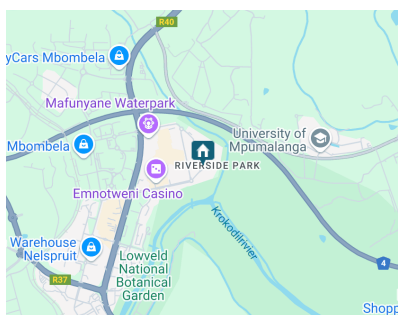 R40
yCars Mbombela
Mafunyane Waterpark
University of
Mpumalanga
Mbombela
RIVERSIDE PARK
Emnotweni Casino
Krokodilrivier
Warehouse
Nelspruit
Lowveld
National
Botanical
Garden
4
R37
Shopp